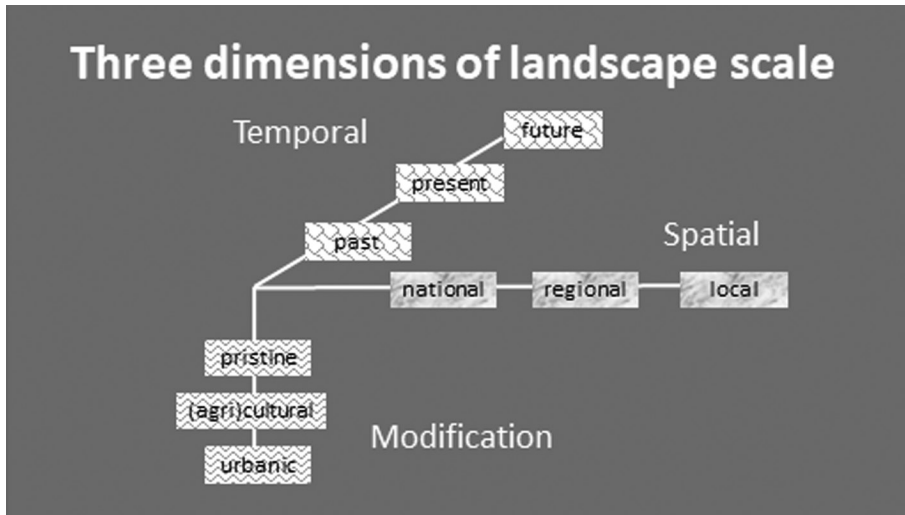 Three dimensions of landscape scale
Temporal
future
present
past
Spatial
national regional local
pristine
(agri)cultural
Modification
urbanic